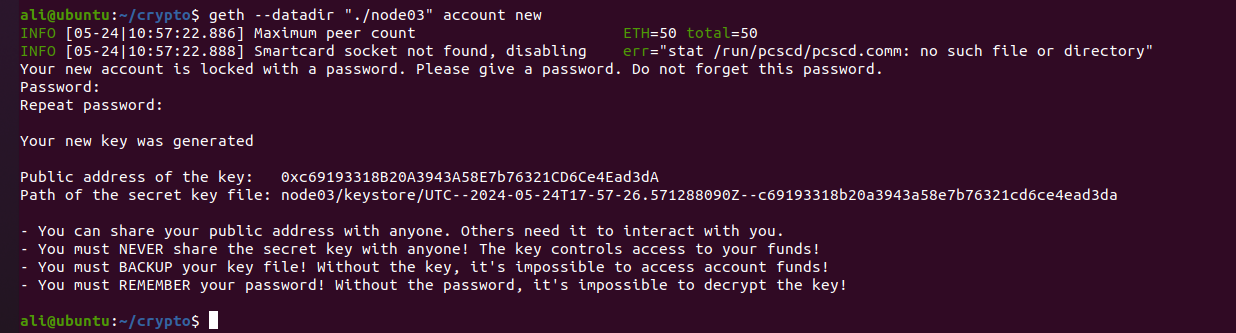 ali@ubuntu:~/crypto$ geth --datadir "./node03" account new
INFO [05-24|10:57:22.886] Maximum peer count ETH=50 total=50
INFO [05-24|10:57:22.888] Smartcard socket not found, disabling err="stat /run/pcscd/pcscd.comm: no such file or directory"
Your new account is locked with a password. Please give a password. Do not forget this password.
Password:
Repeat password:
Your new key was generated
Public address of the key: 0xc69193318B20A3943A58E7b76321CD6Ce4Ead3dA
Path of the secret key file: node03/keystore/UTC--2024-05-24T17-57-26.571288090Z--c69193318b20a3943a58e7b76321cd6ce4ead3da
- You can share your public address with anyone. Others need it to interact with you.
- You must NEVER share the secret key with anyone! The key controls access to your funds!
- You must BACKUP your key file! Without the key, it's impossible to access account funds!
- You must REMEMBER your password! Without the password, it's impossible to decrypt the key!
ali@ubuntu:~/crypto$